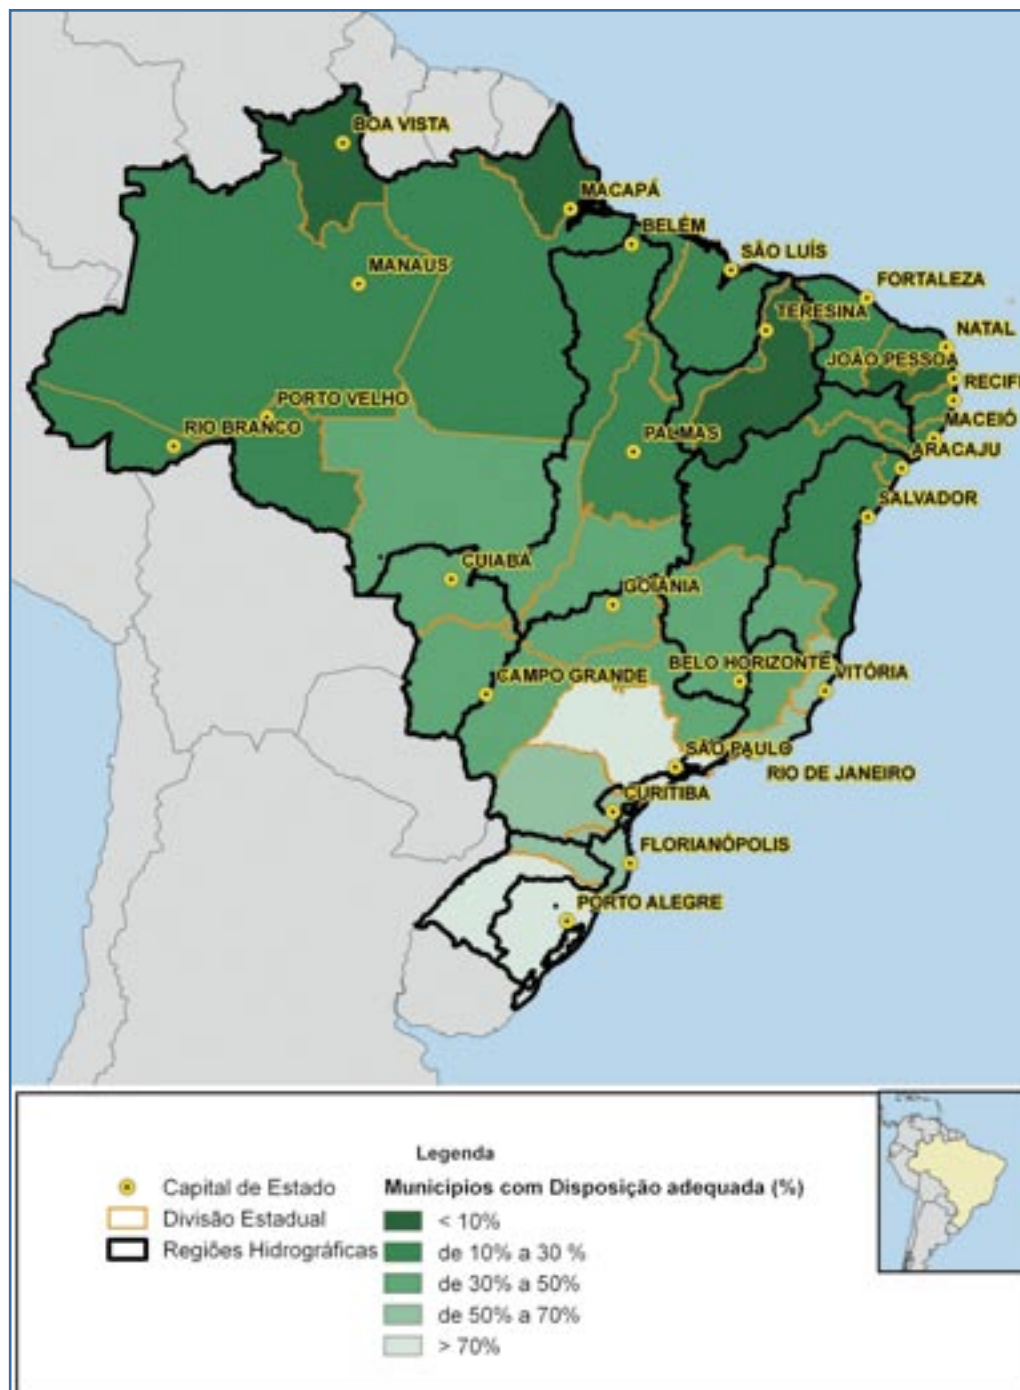 BOA VISTA
MACAPÁ
BELÉM
SÃO LUÍS
MANAUS
FORTALEZA
TERESINA
NATAL
JOÃO PESSOA
RECIFE
PORTO VELHO
MACEIÓ
RIO BRANCO
PALMAS
ARACAJU
SALVADOR
CUIABÁ
GOIÂNIA
BELO HORIZONTE
CAMPO GRANDE
VITÓRIA
SÃO PAULO
RIO DE JANEIRO
CURITIBA
FLORIANÓPOLIS
PORTO ALEGRE
Legenda
Capital de Estado
Divisão Estadual
Regiões Hidrográficas
Municipios com Disposição adequada (%)
< 10%
de 10% a 30 %
de 30% a 50%
de 50% a 70%
> 70%